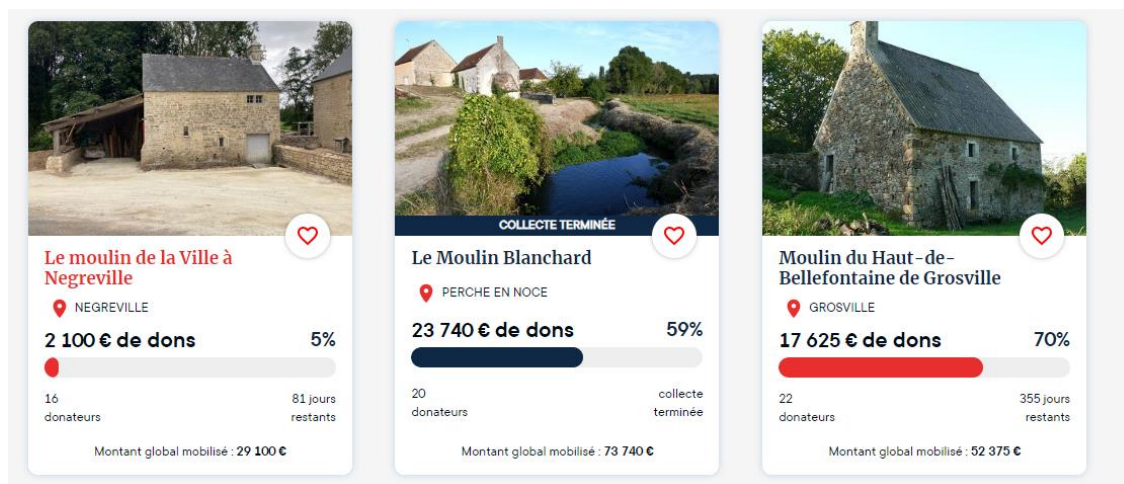 Le moulin de la Ville à
Negreville
NEGREVILLE
2 100 € de dons 5%
16 81 jours
donateurs restants
Montant global mobilisé : 29 100 €
COLLECTE TERMINÉE
Le Moulin Blanchard
PERCHE EN NOCE
23 740 € de dons 59%
20 collecte
donateurs terminée
Montant global mobilisé : 73 740 €
Moulin du Haut-de-
Bellefontaine de Grosville
GROSVILLE
17 625 € de dons 70%
22 355 jours
donateurs restants
Montant global mobilisé : 52 375 €